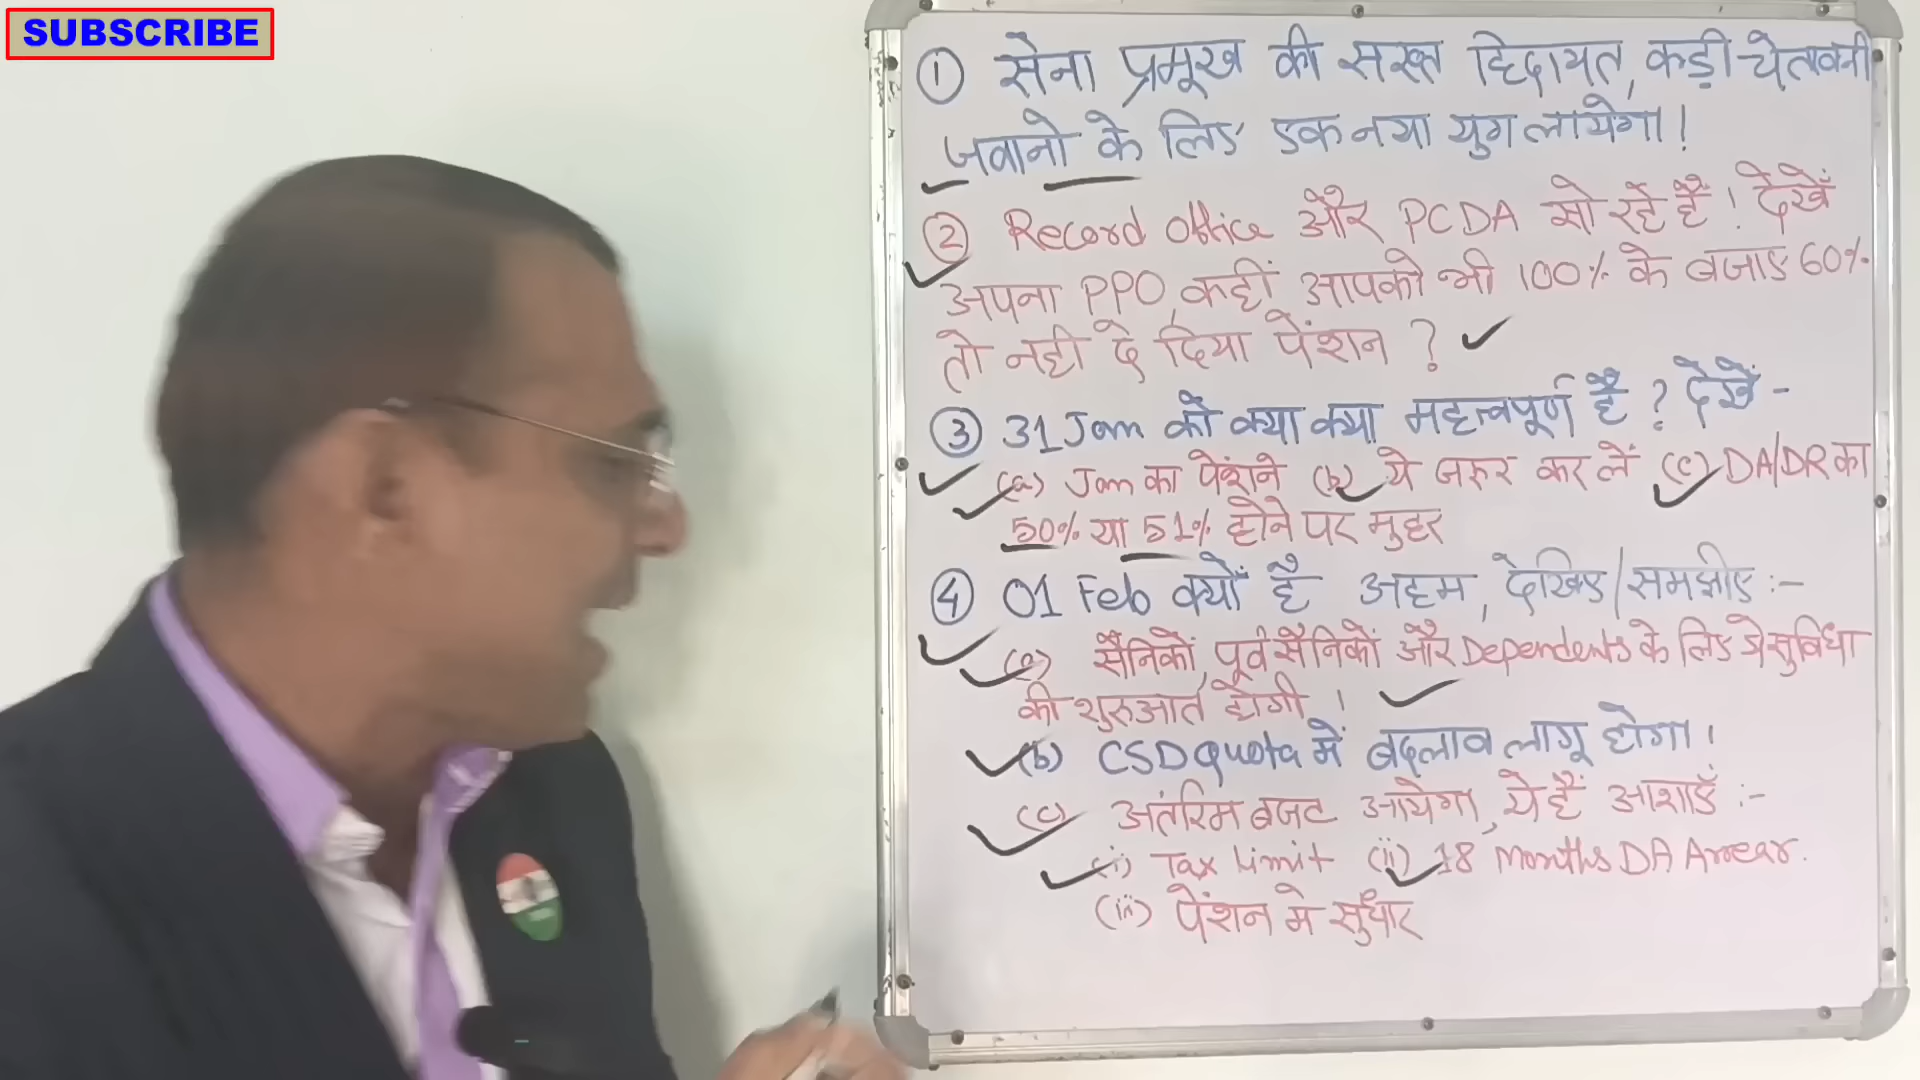 SUBSCRIBE
① सेना प्रमुख की सख्त हिदायत, कड़ी चेतावनी
जवानो के लिए एक नया युग लायेगा!
② Record office और PCDA सो रहें हैं! देखें
अपना PPO, कहीं आपको भी 100% के बजाए 60%
तो नही दे दिया पेंशन ?
③ 31 Jan को क्या क्या महत्वपूर्ण है ? देखें -
(a) Jan का पेंशन (b) ये जरूर कर लें (c) DA/DR का
50% या 51% होने पर मुहर
④ 01 Feb क्यों है अहम, देखिए/समझीए :-
(a) सैनिकों, पूर्व सैनिकों और Dependents के लिए ये सुविधा
की शुरुआत होगी !
(b) CSD Quota में बदलाव लागू होगा।
(c) अंतरिम बजट आयेगा, ये हैं आशाएँ :-
(i) Tax limit (ii) 18 Months DA Arrear.
(iii) पेंशन मे सुधार